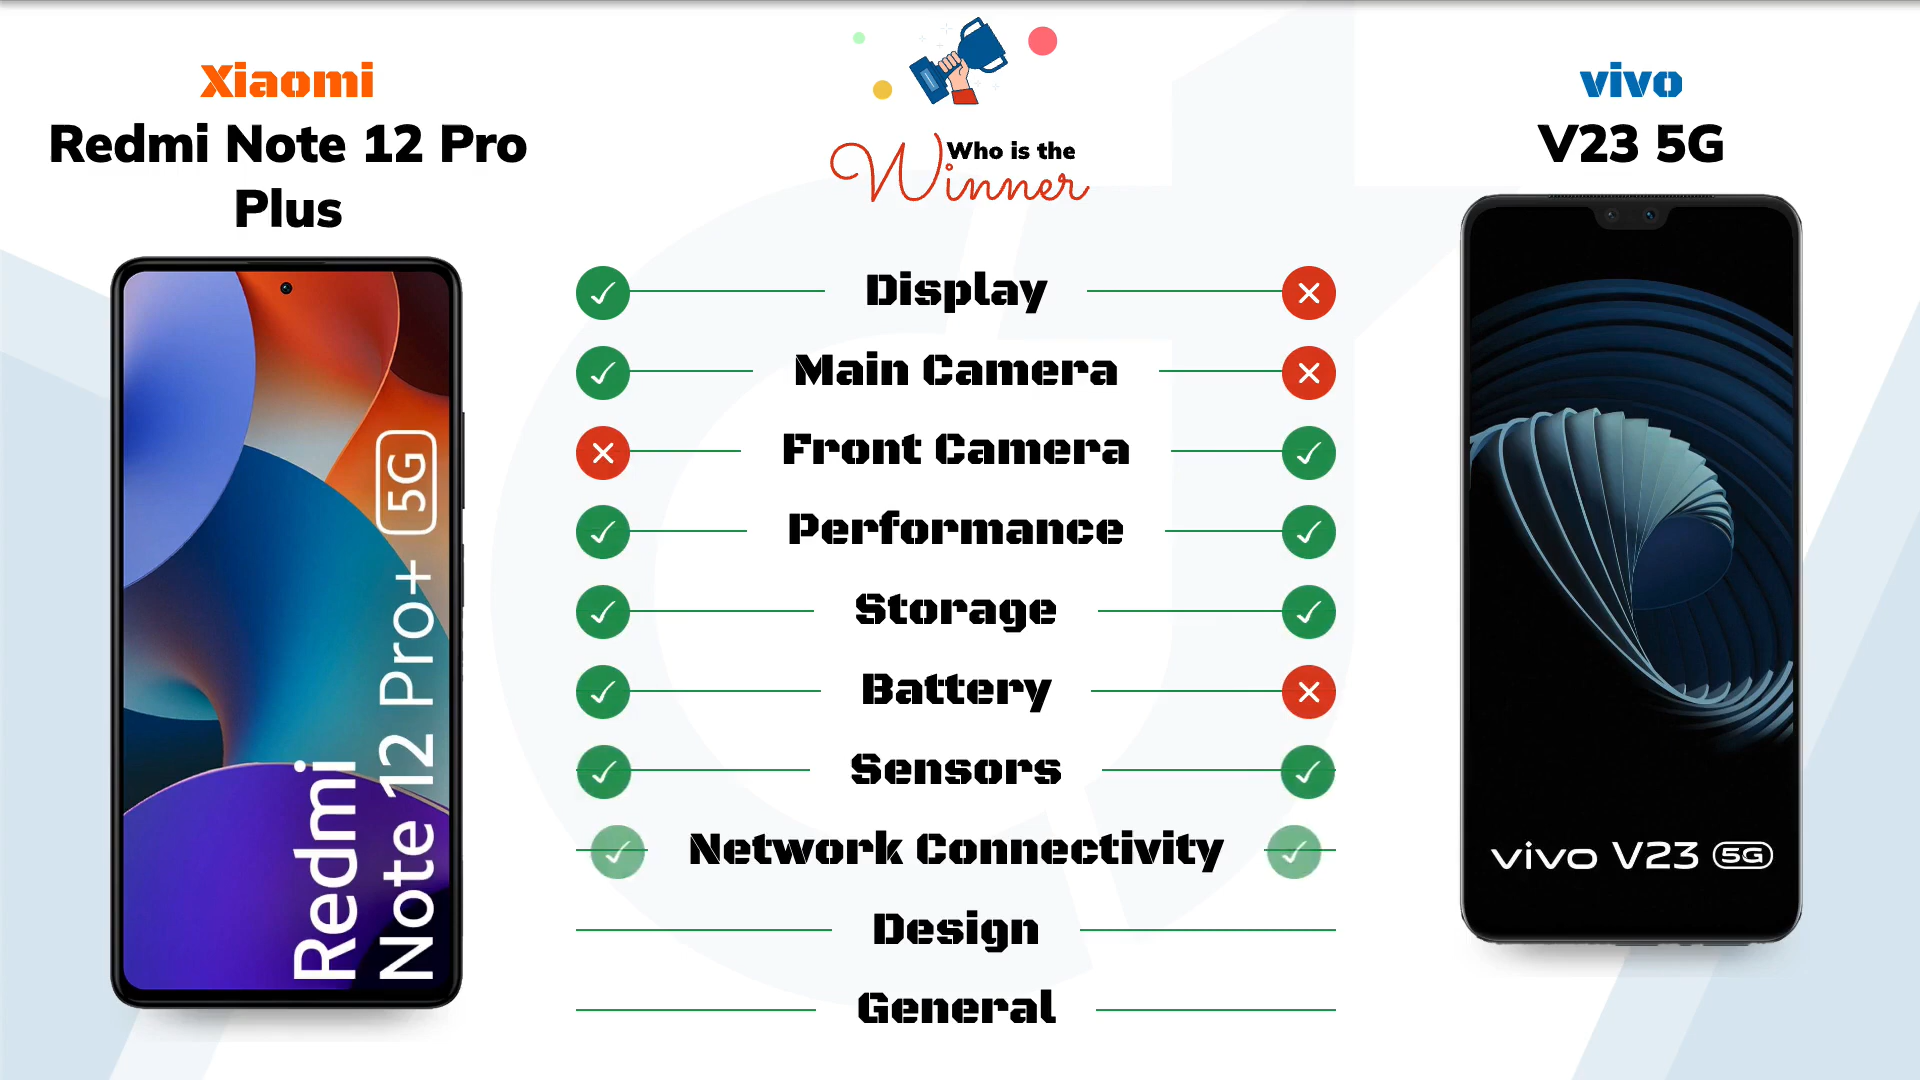 Xiaomi
Redmi Note 12 Pro
Plus
Who is the
Winner
vivo
V23 5G
Display
Main Camera
Front Camera
Performance
Storage
Battery
Sensors
Network Connectivity
Design
General
Redmi
Note 12 Pro+ 5G
vivo V23 5G